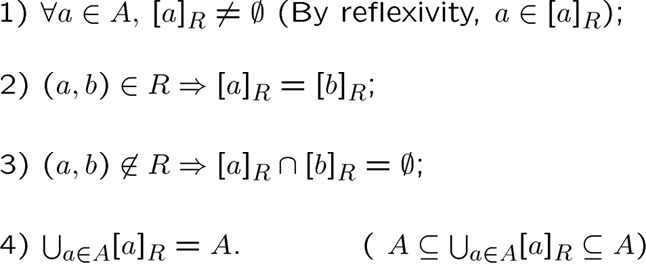 1) ∀a ∈ A, [a]_R ≠ ∅ (By reflexivity, a ∈ [a]_R);
2) (a, b) ∈ R ⇒ [a]_R = [b]_R;
3) (a, b) ∉ R ⇒ [a]_R ∩ [b]_R = ∅;
4) ⋃_{a∈A}[a]_R = A. ( A ⊆ ⋃_{a∈A}[a]_R ⊆ A)